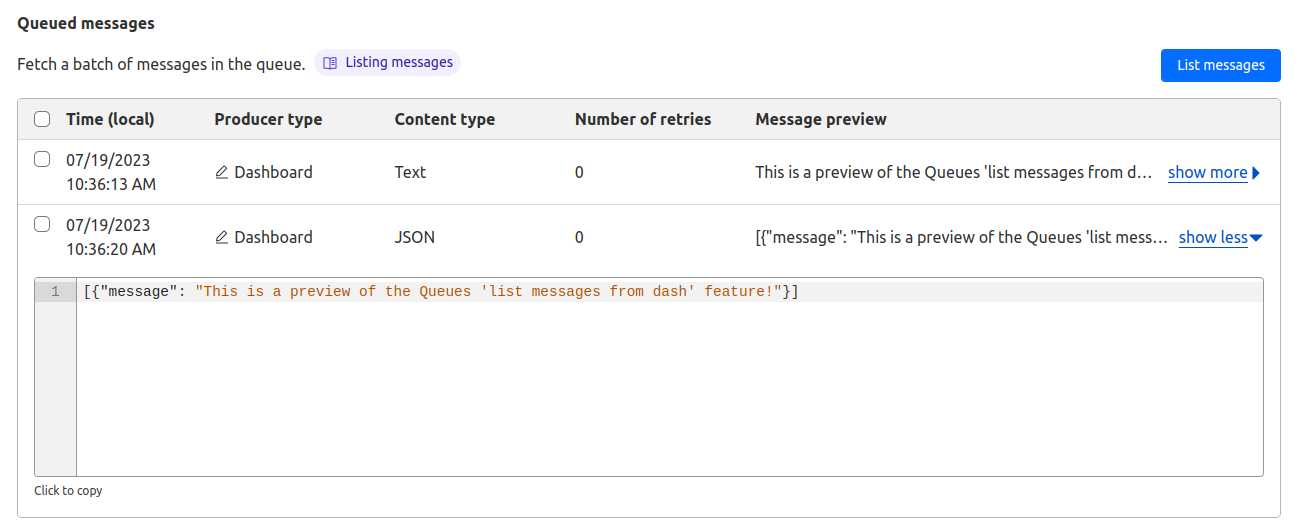 Queued messages
Fetch a batch of messages in the queue. Listing messages
List messages
Time (local) Producer type Content type Number of retries Message preview
07/19/2023
10:36:13 AM Dashboard Text 0 This is a preview of the Queues 'list messages from d... show more
07/19/2023
10:36:20 AM Dashboard JSON 0 [{"message": "This is a preview of the Queues 'list mess... show less
1 [{"message": "This is a preview of the Queues 'list messages from dash' feature!"}]
Click to copy